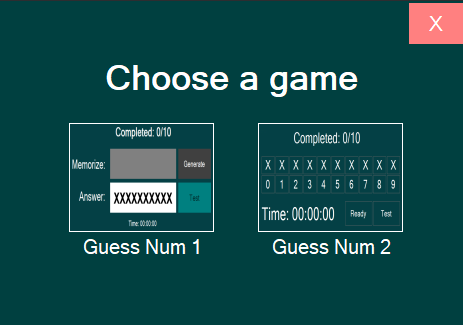 X
Choose a game
Completed: 0/10
Memorize: Generate
Answer: XXXXXXXXXX Test
Time: 00:00:00
Guess Num 1
Completed: 0/10
X X X X X X X X X X
0 1 2 3 4 5 6 7 8 9
Time: 00:00:00 Ready Test
Guess Num 2